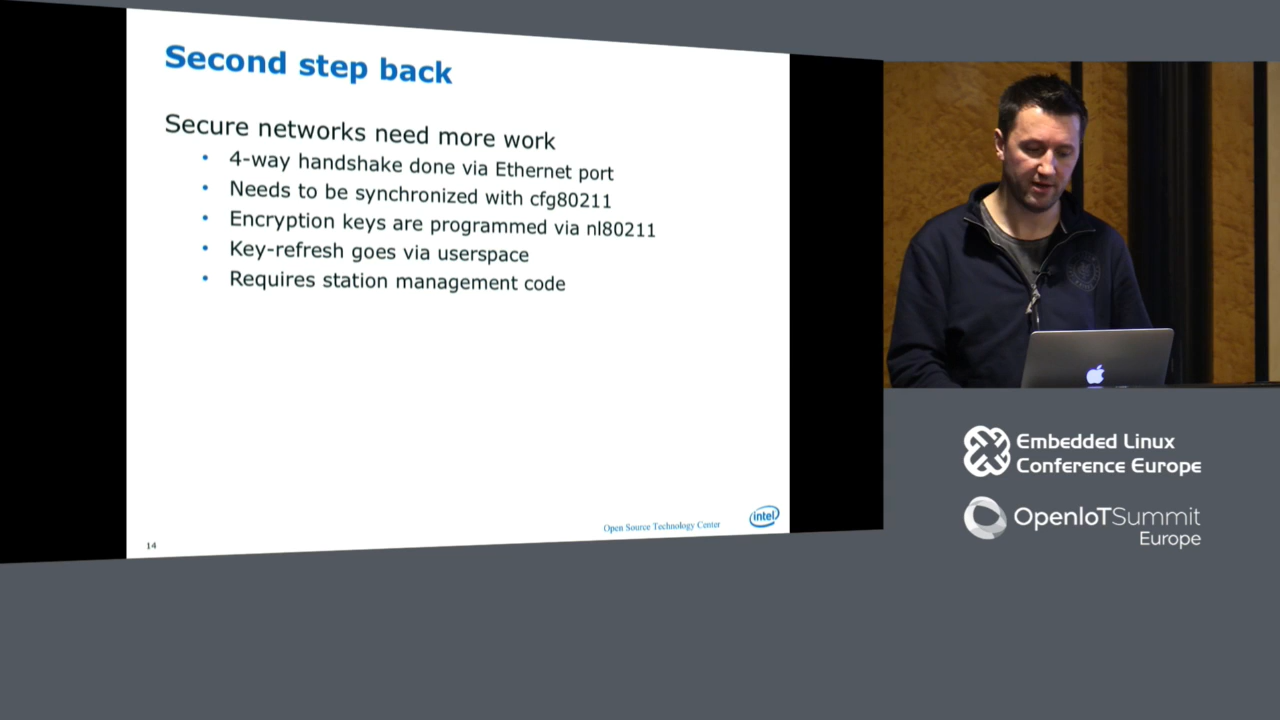 Second step back
Secure networks need more work
• 4-way handshake done via Ethernet port
• Needs to be synchronized with cfg80211
• Encryption keys are programmed via nl80211
• Key-refresh goes via userspace
• Requires station management code
Open Source Technology Center
intel
14
Embedded Linux
Conference Europe
OpenIoTSummit
Europe